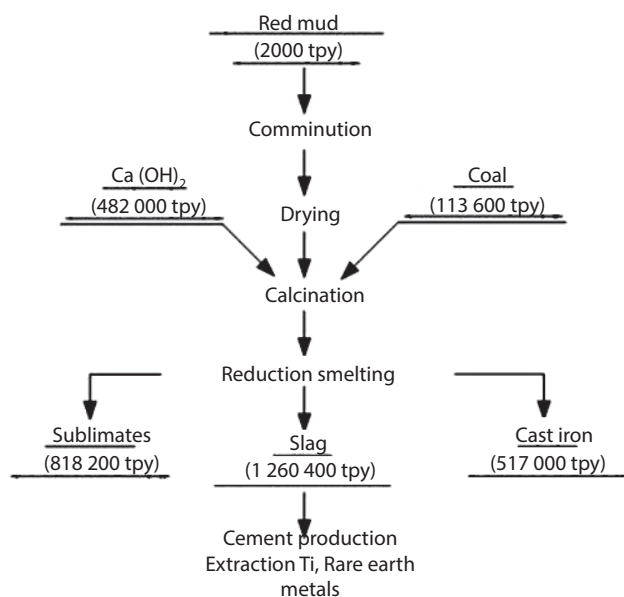 Red mud
(2000 tpy)
Comminution
Ca (OH)₂
(482 000 tpy)
Coal
(113 600 tpy)
Drying
Calcination
Reduction smelting
Sublimates
(818 200 tpy)
Slag
(1 260 400 tpy)
Cast iron
(517 000 tpy)
Cement production
Extraction Ti, Rare earth
metals